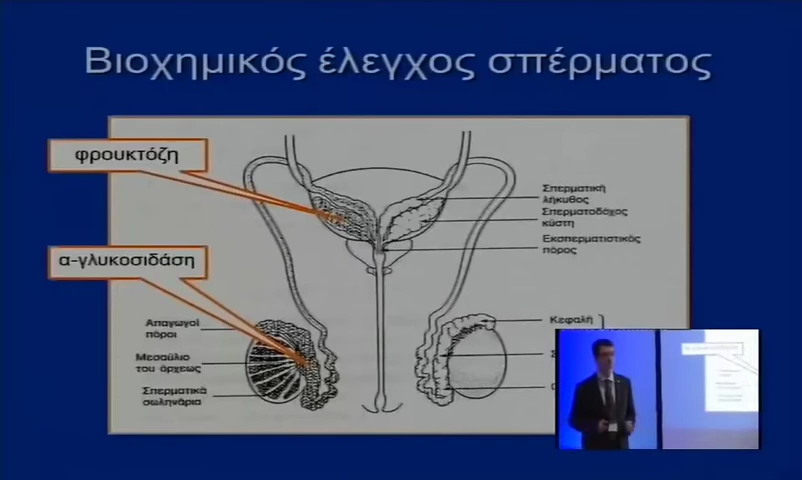 Βιοχημικός έλεγχος σπέρματος
φρουκτόζη
Σπερματική
λήκυθος
Σπερματοδόχος
κύστη
Εκσπερματιστικός
πόρος
α-γλυκοσιδάση
Απαγωγοί
πόροι
Μεσαύλιο
του όρχεως
Σπερματικά
σωληνάρια
Κεφαλή